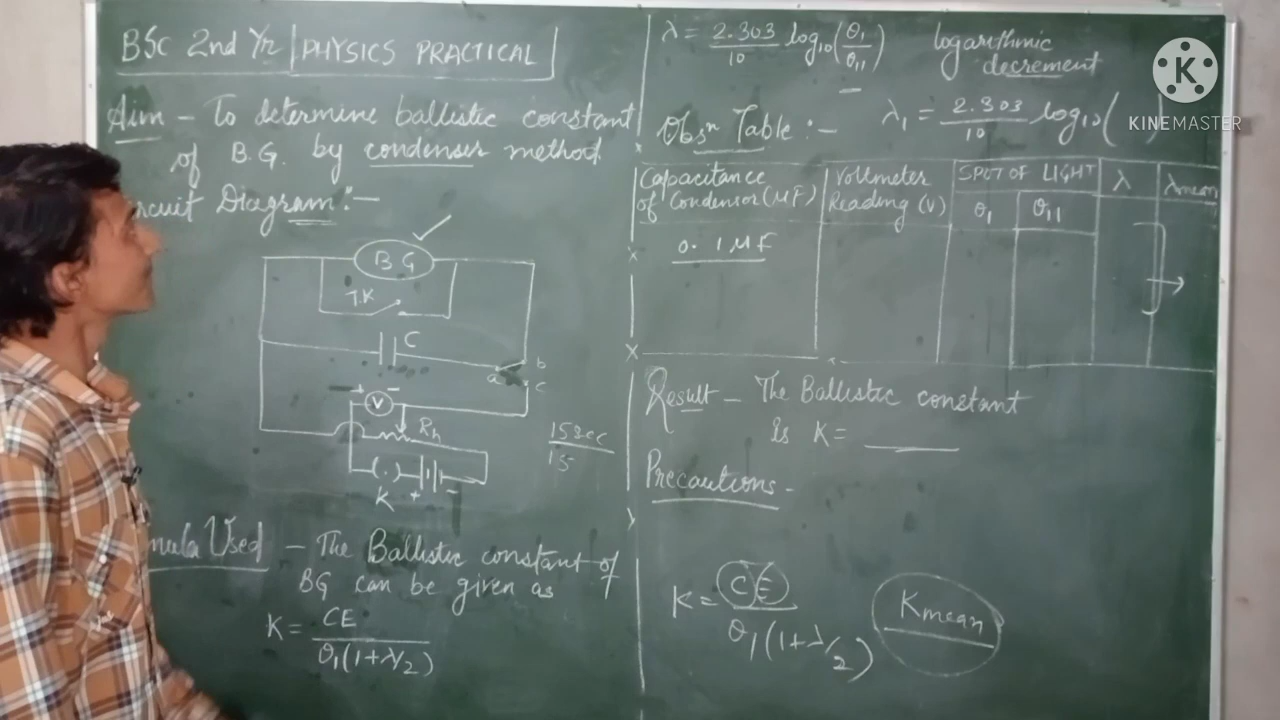 BSc 2nd Yr | PHYSICS PRACTICAL
Aim - To determine ballistic constant
of B.G. by condenser method.
rcuit Diagram :-
B G
T.K
C
a
b
c
+ V -
Rh
15 sec
15
K
+ -
mula Used - The Ballistic constant of
BG can be given as
K = CE / θ1(1+λ/2)
λ = 2.303/10 log10(θ1/θ11) logarithmic
decrement
Obsn Table :- λ1 = 2.303/10 log10( )
Capacitance of Condensor (μF) | Voltmeter Reading (V) | SPOT OF LIGHT | λ | λmean
θ1 | θ11
0.1 μF
Result - The Ballistic constant
is K = ____
Precautions -
K = CE / θ1(1+λ/2)
Kmean
K
KINEMASTER